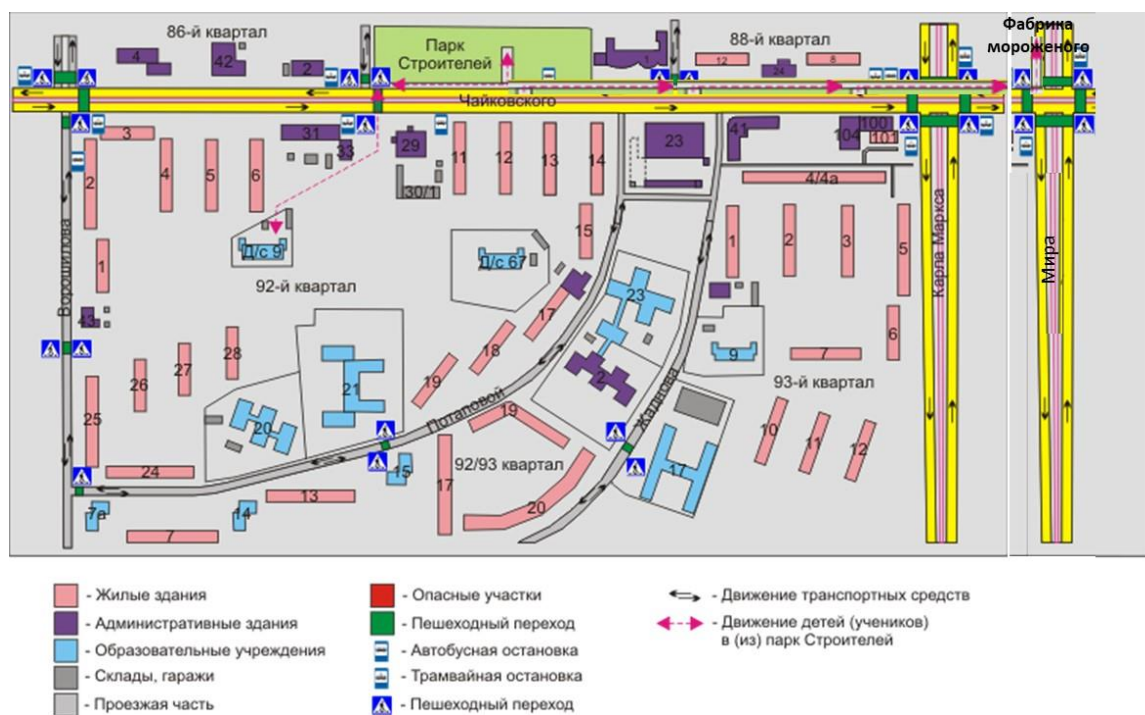 86-й квартал
Парк
Строителей
88-й квартал
Фабрика
мороженого
4
42
2
1
12
24
8
Чайковского
3
31
33
29
30/1
11
12
13
14
23
41
104
100
101
4/4а
2
4
5
6
15
1
2
3
5
Ворошилова
Карла Маркса
Мира
Д/с 9
Д/с 67
1
92-й квартал
43
17
23
18
9
6
7
28
27
26
25
21
19
2
93-й квартал
20
Потаповой
Жаднова
19
10
11
12
24
15
92/93 квартал
17
17
13
20
7а
14
7
- Жилые здания
- Административные здания
- Образовательные учреждения
- Склады, гаражи
- Проезжая часть
- Опасные участки
- Пешеходный переход
- Автобусная остановка
- Трамвайная остановка
- Пешеходный переход
- Движение транспортных средств
- Движение детей (учеников)
в (из) парк Строителей